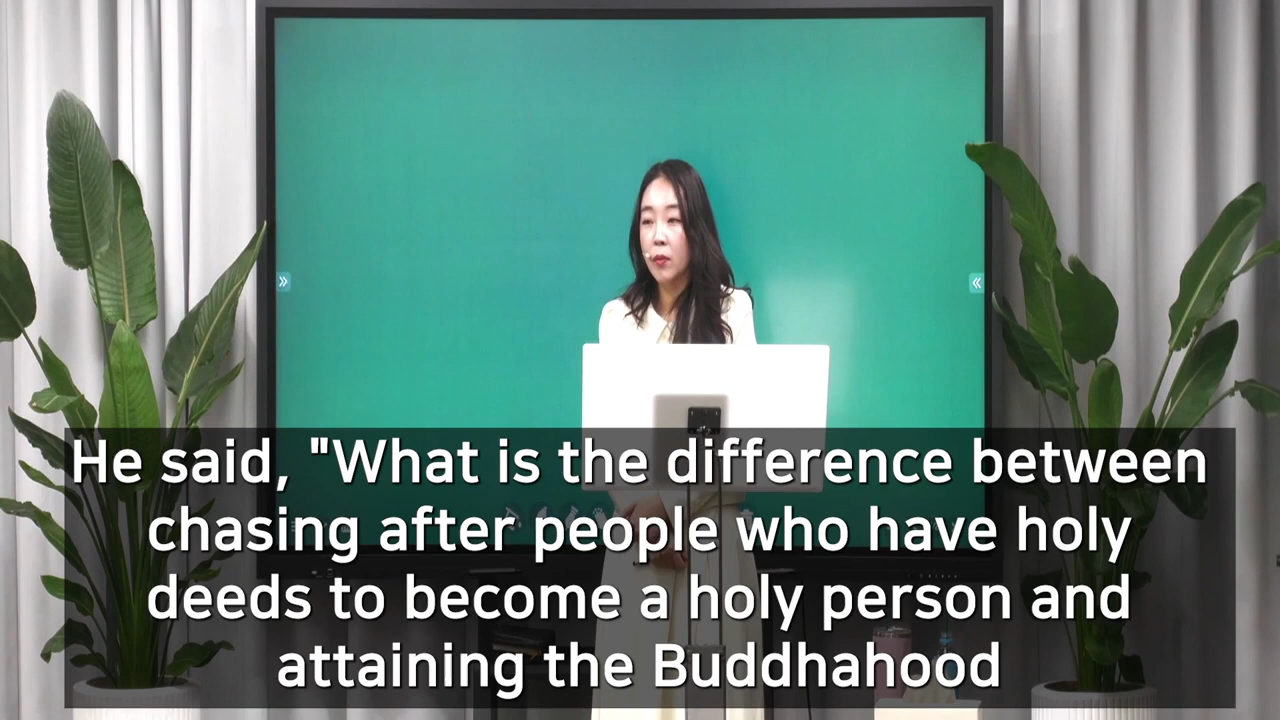 He said, "What is the difference between
chasing after people who have holy
deeds to become a holy person and
attaining the Buddhahood